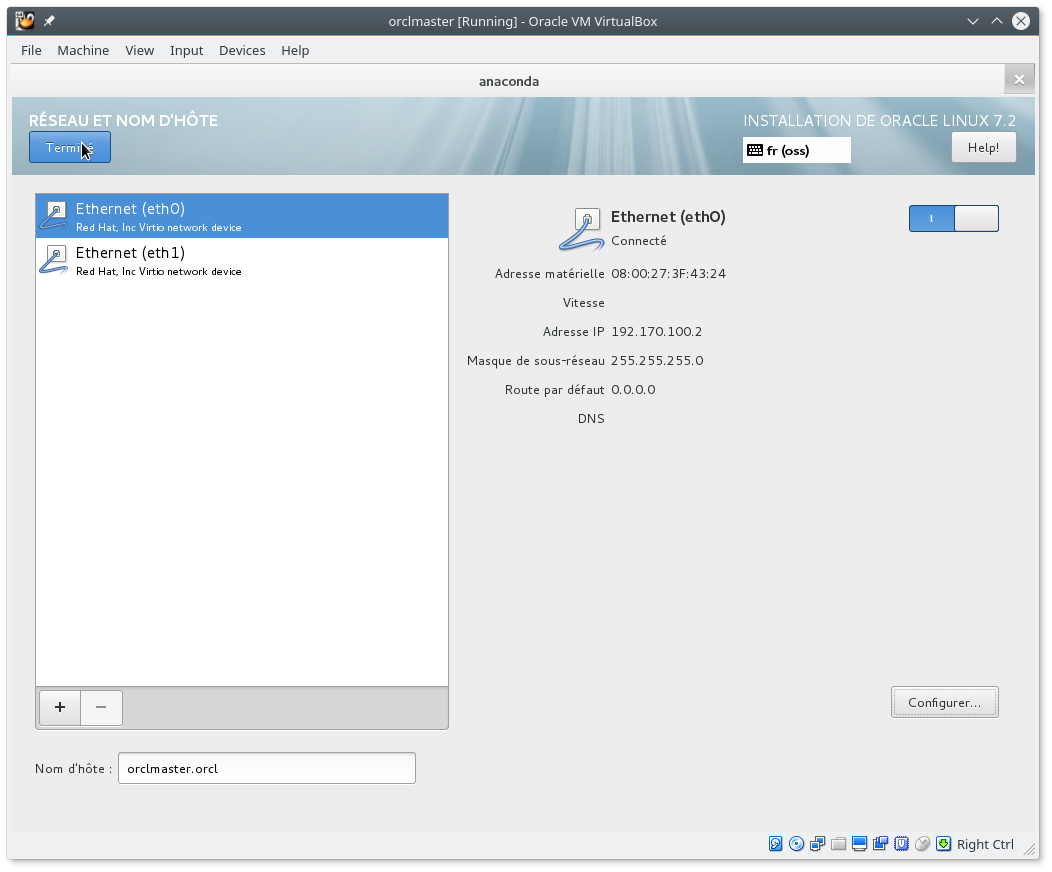 orclmaster [Running] - Oracle VM VirtualBox
File Machine View Input Devices Help
anaconda
RÉSEAU ET NOM D'HÔTE
INSTALLATION DE ORACLE LINUX 7.2
Terminé
fr (oss)
Help!
Ethernet (eth0)
Red Hat, Inc Virtio network device
Ethernet (eth1)
Red Hat, Inc Virtio network device
Ethernet (eth0)
Connecté
Adresse matérielle 08:00:27:3F:43:24
Vitesse
Adresse IP 192.170.100.2
Masque de sous-réseau 255.255.255.0
Route par défaut 0.0.0.0
DNS
Configurer...
Nom d'hôte : orclmaster.orcl
Right Ctrl